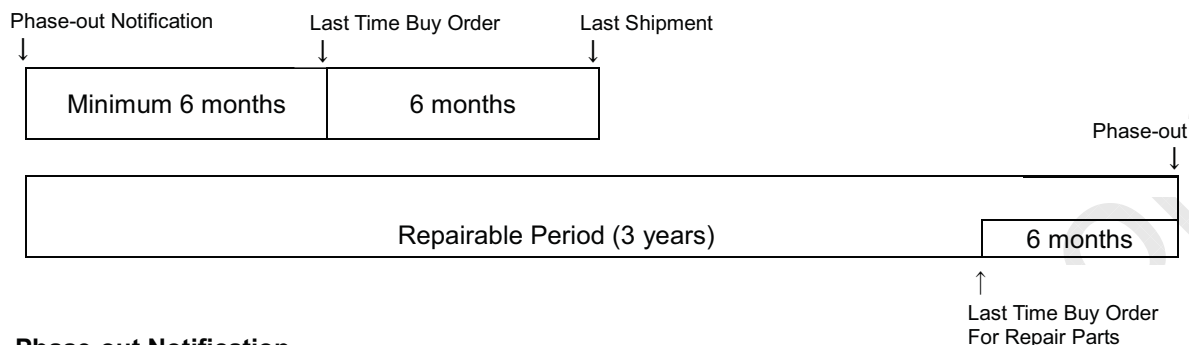 Phase-out Notification Last Time Buy Order Last Shipment
↓ ↓ ↓
Minimum 6 months 6 months
Phase-out
↓
Repairable Period (3 years) 6 months
↑
Last Time Buy Order
For Repair Parts
Phase-out Notification